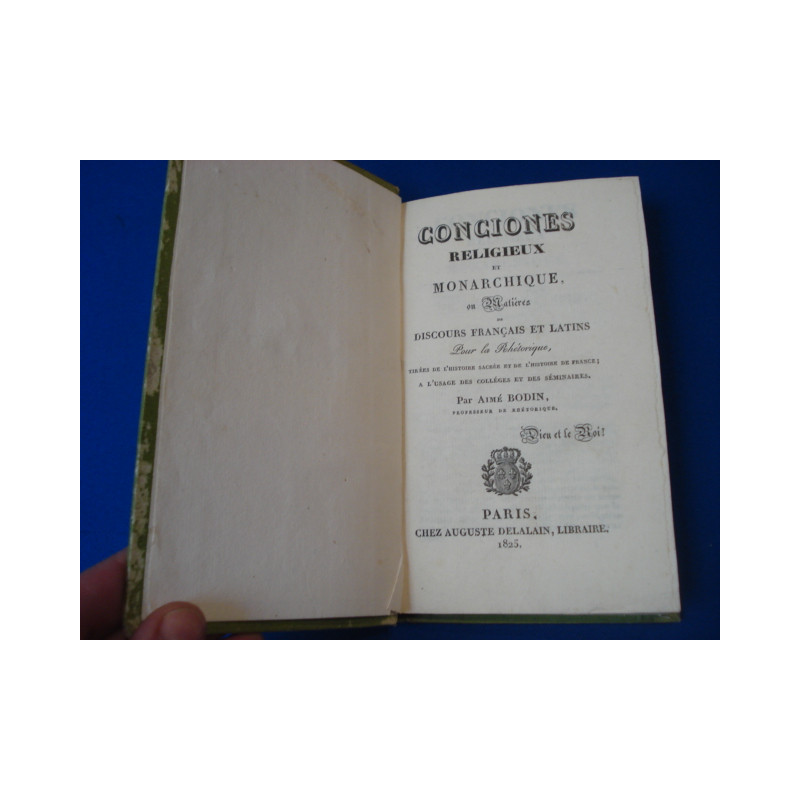 CONCIONES
RELIGIEUX
ET
MONARCHIQUE,
ou Matières
DE
DISCOURS FRANÇAIS ET LATINS
Pour la Rhétorique,
TIRÉES DE L'HISTOIRE SACRÉE ET DE L'HISTOIRE DE FRANCE;
A L'USAGE DES COLLÉGES ET DES SÉMINAIRES.
Par Aimé BODIN,
PROFESSEUR DE RHÉTORIQUE.
Dieu et le Roi!
PARIS,
CHEZ AUGUSTE DELALAIN, LIBRAIRE.
1825.